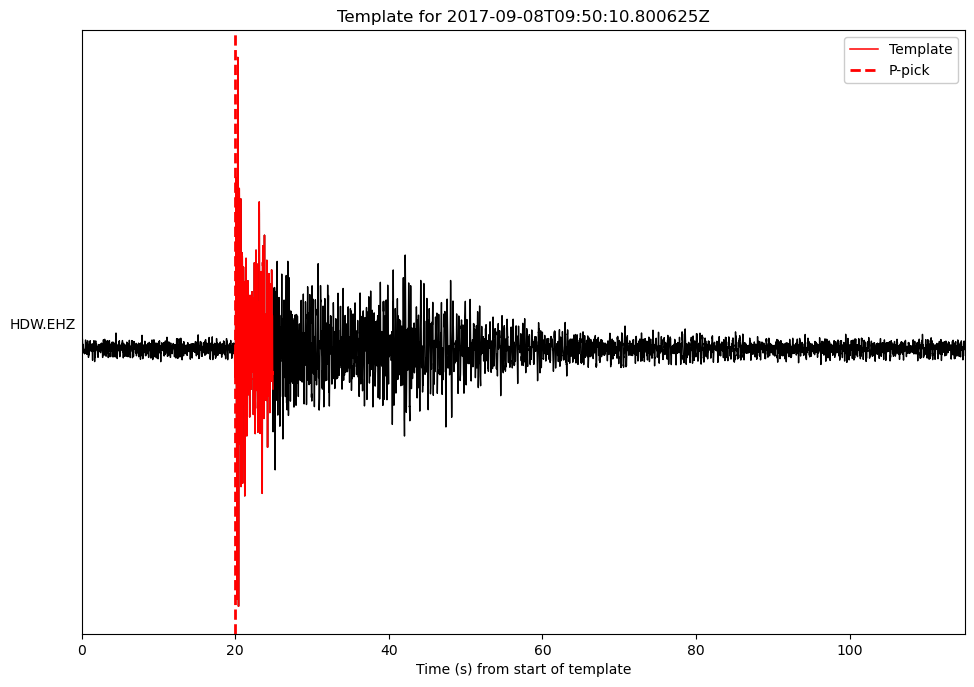 Template for 2017-09-08T09:50:10.800625Z
Template
P-pick
HDW.EHZ
0 20 40 60 80 100
Time (s) from start of template